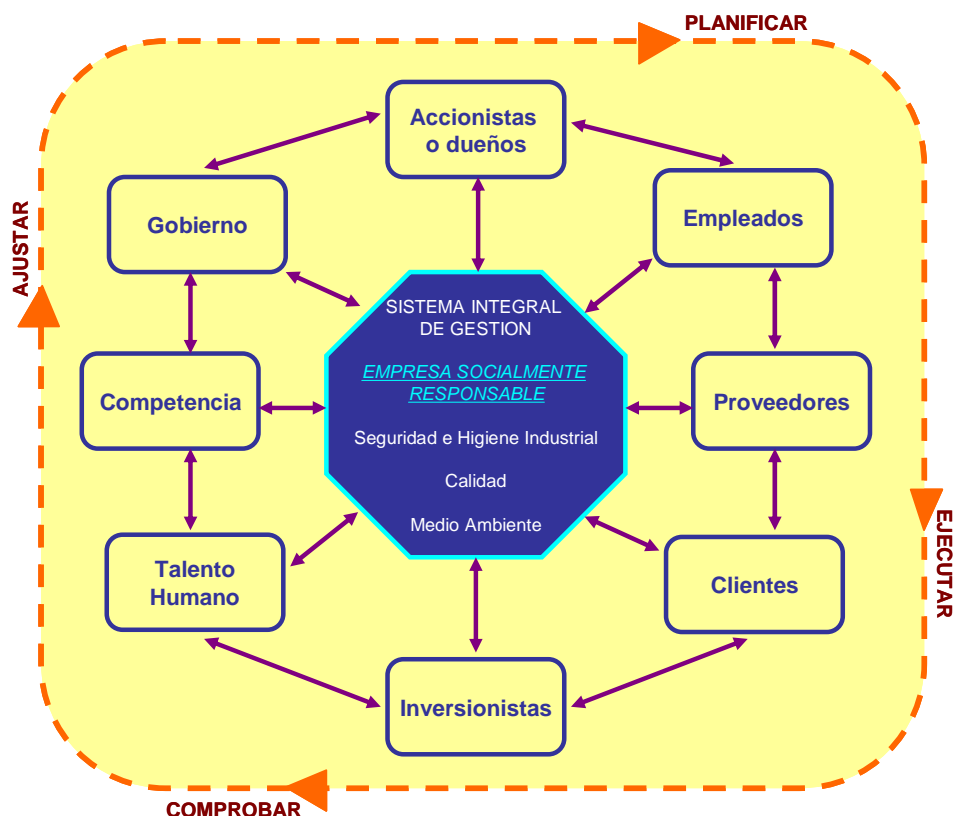 PLANIFICAR
Accionistas
o dueños
Gobierno
Empleados
AJUSTAR
SISTEMA INTEGRAL
DE GESTION
EMPRESA SOCIALMENTE
RESPONSABLE
Competencia
Proveedores
Seguridad e Higiene Industrial
Calidad
Medio Ambiente
EJECUTAR
Talento
Humano
Clientes
Inversionistas
COMPROBAR